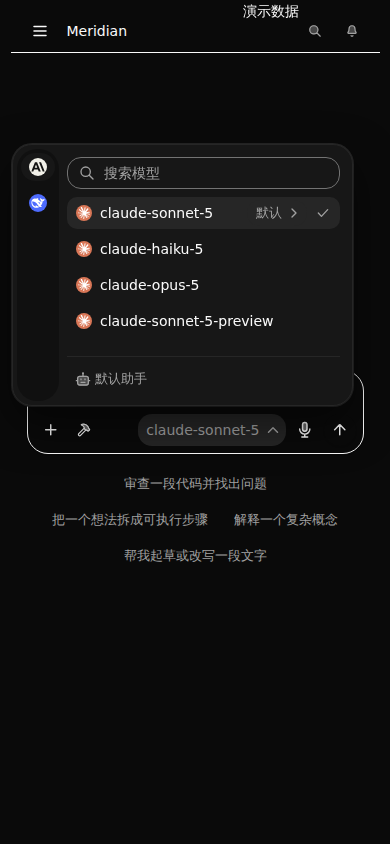 演示数据
Meridian
搜索模型
claude-sonnet-5 默认
claude-haiku-5
claude-opus-5
claude-sonnet-5-preview
默认助手
claude-sonnet-5
审查一段代码并找出问题
把一个想法拆成可执行步骤 解释一个复杂概念
帮我起草或改写一段文字